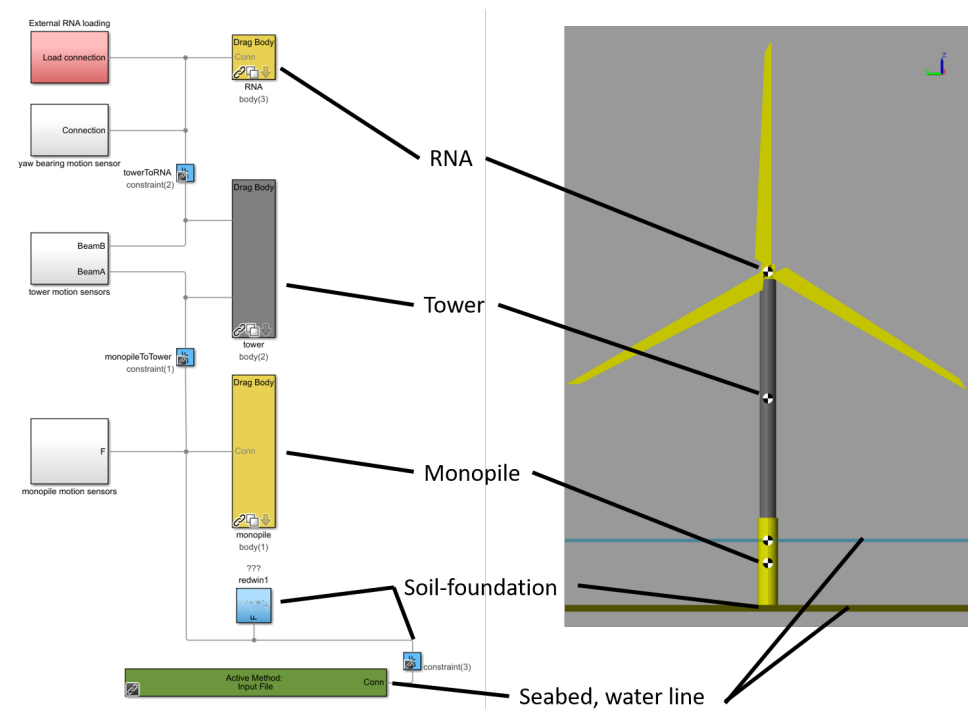 External RNA loading
Load connection
Drag Body
Conn
RNA
body(3)
Connection
yaw bearing motion sensor
towerToRNA
constraint(2)
Drag Body
BeamB
BeamA
tower motion sensors
tower
body(2)
monopileToTower
constraint(1)
Drag Body
Conn
F
monopile motion sensors
monopile
body(1)
???
redwin1
F
constraint(3)
Active Method:
Input File
Conn
RNA
Tower
Monopile
Soil-foundation
Seabed, water line
z